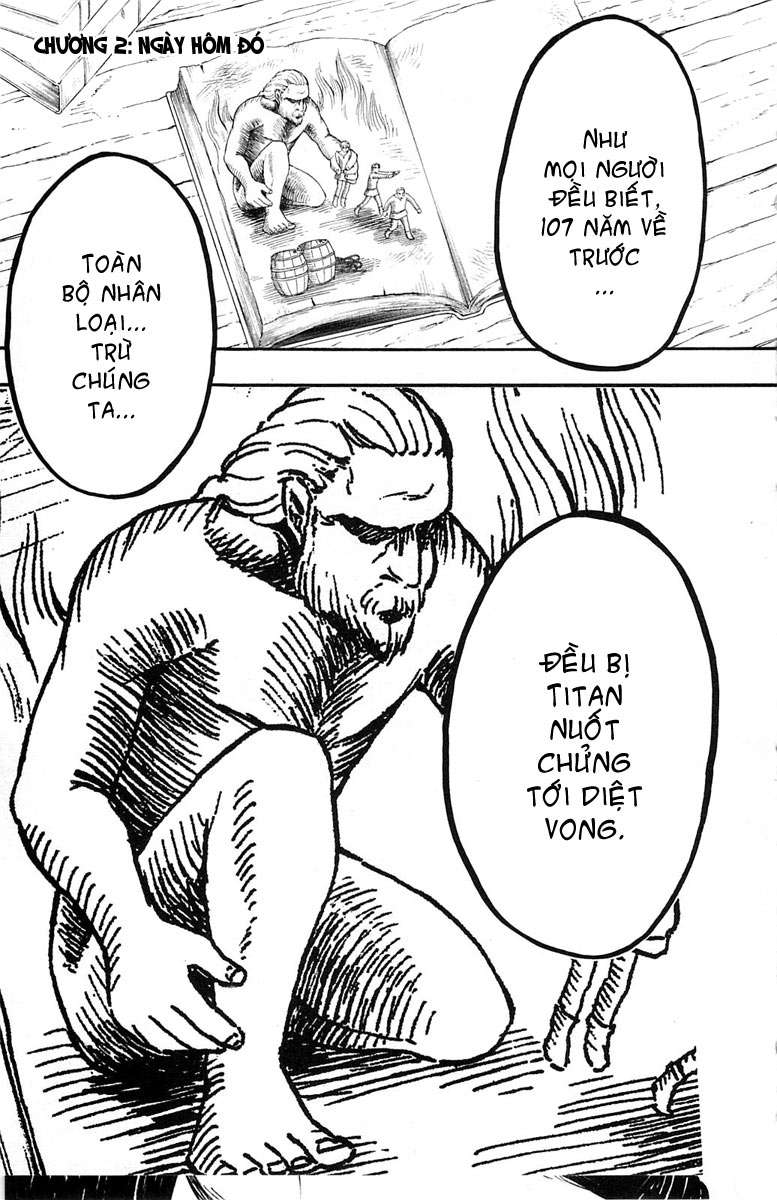 CHƯƠNG 2: NGÀY HÔM ĐÓ
NHƯ
MỌI NGƯỜI
ĐỀU BIẾT,
107 NĂM VỀ
TRƯỚC
...
TOÀN
BỘ NHÂN
LOẠI...
TRỪ
CHÚNG
TA...
ĐỀU BỊ
TITAN
NUỐT
CHỬNG
TỚI DIỆT
VONG.